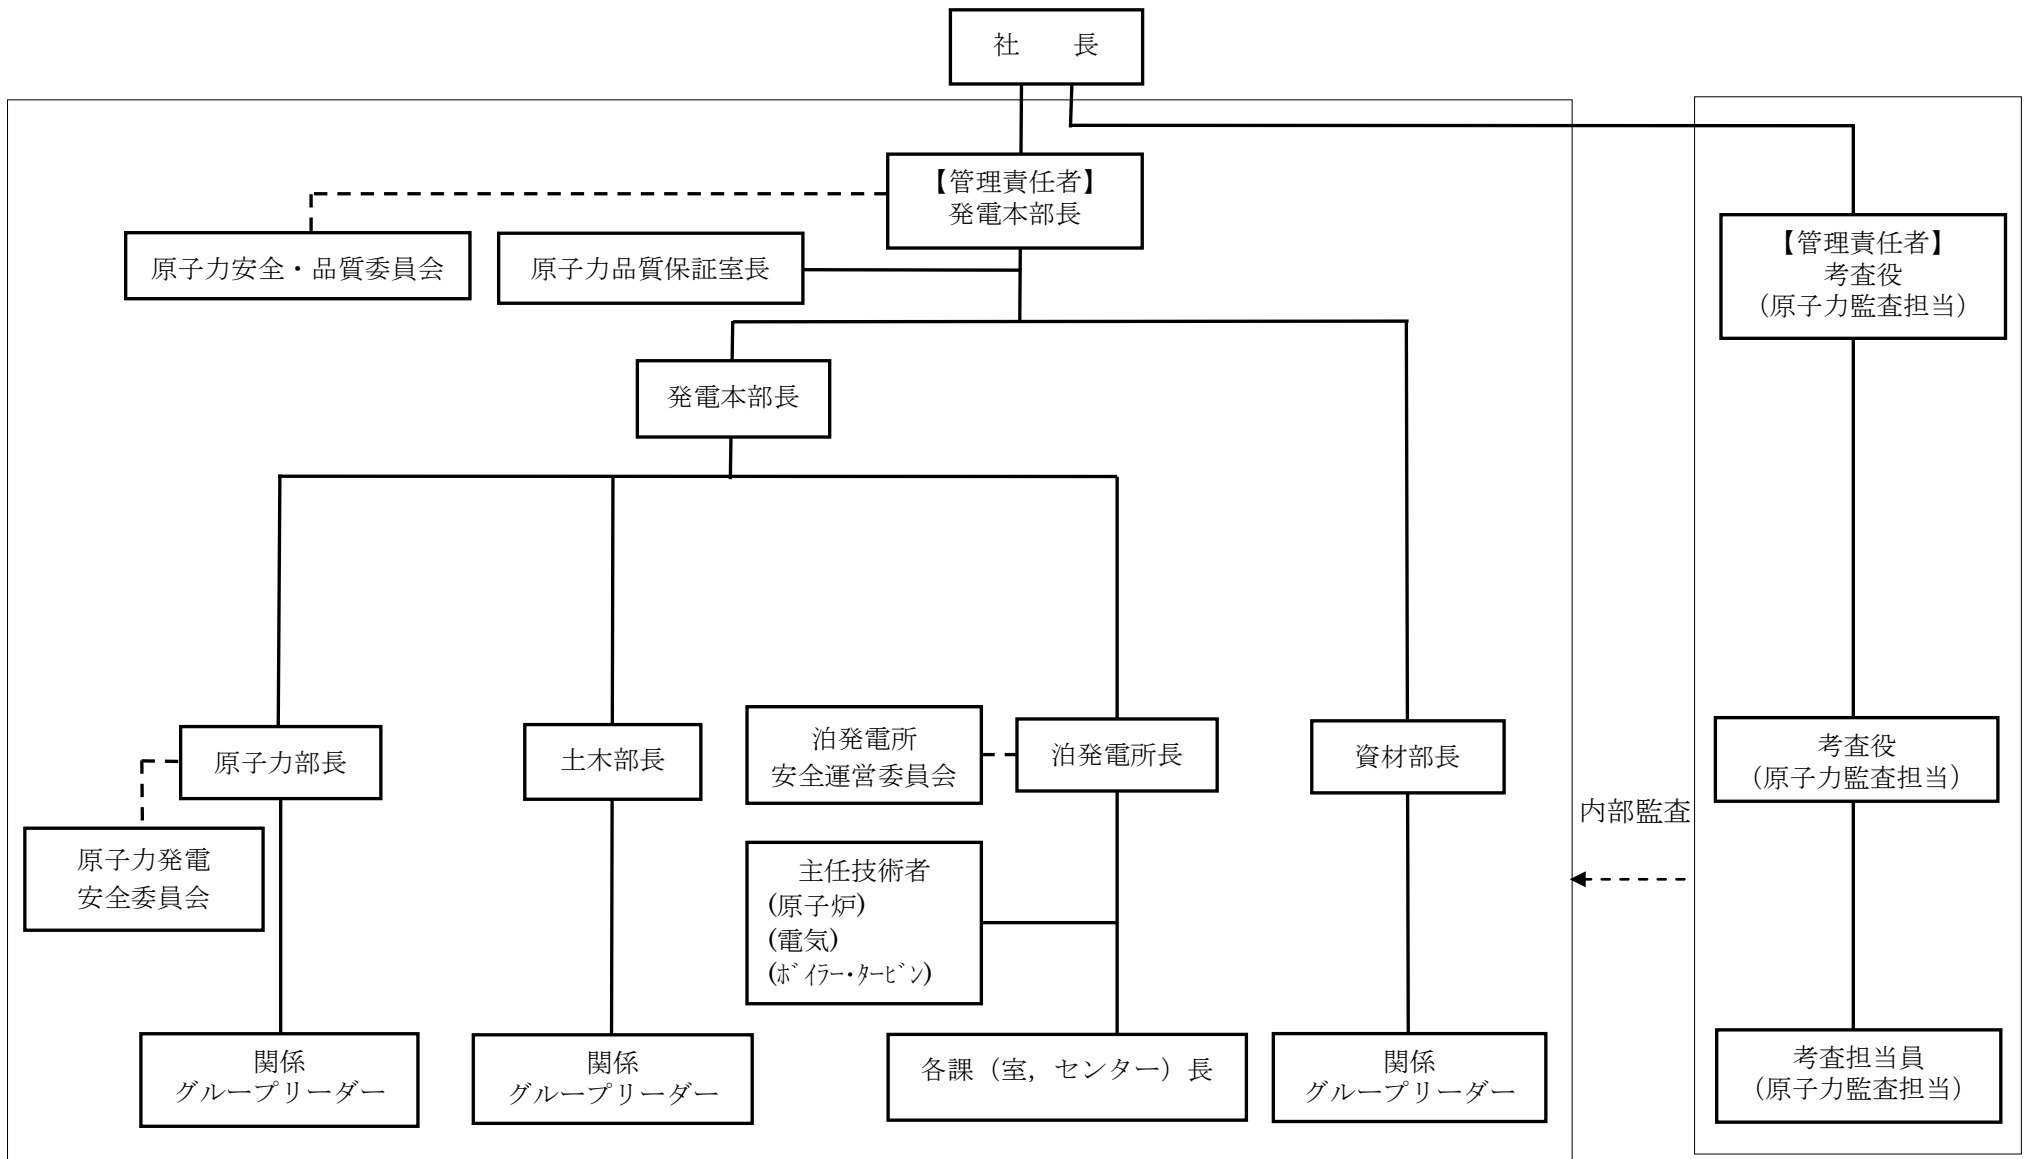 社　　長
【管理責任者】
発電本部長
原子力安全・品質委員会
原子力品質保証室長
【管理責任者】
考査役
（原子力監査担当）
発電本部長
原子力部長
土木部長
泊発電所
安全運営委員会
泊発電所長
資材部長
考査役
（原子力監査担当）
内部監査
原子力発電
安全委員会
主任技術者
(原子炉)
(電気)
(ﾎﾞｲﾗｰ・ﾀｰﾋﾞﾝ)
関係
グループリーダー
関係
グループリーダー
各課（室，センター）長
関係
グループリーダー
考査担当員
（原子力監査担当）